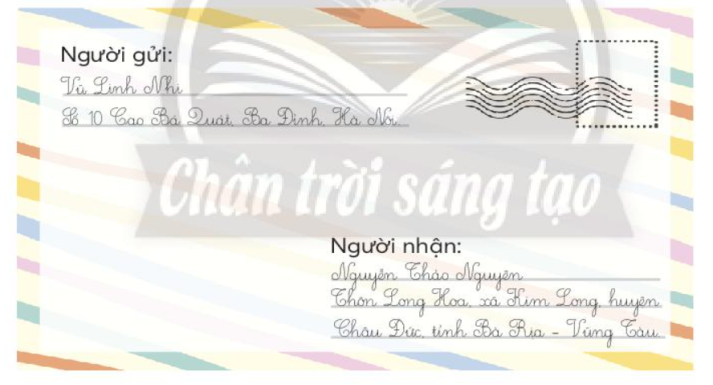 Người gửi:
Vũ Linh Nhi
Số 10 Cao Bá Quát, Ba Đình, Hà Nội.
Chân trời sáng tạo
Người nhận:
Nguyễn Thảo Nguyên
Thôn Long Hoa, xã Kim Long, huyện
Châu Đức, tỉnh Bà Rịa - Vũng Tàu.